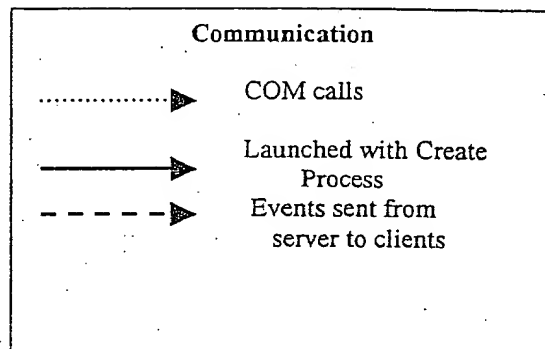 Communication
COM calls
Launched with Create
Process
Events sent from
server to clients